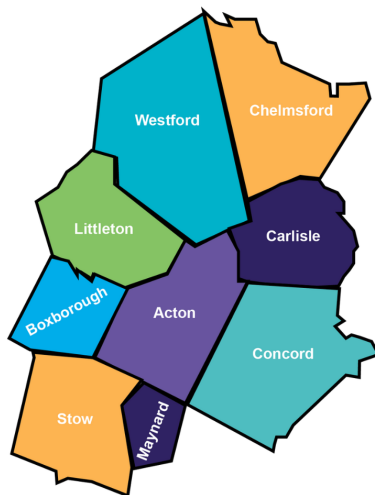 Westford
Chelmsford
Littleton
Carlisle
Boxborough
Acton
Concord
Stow
Maynard